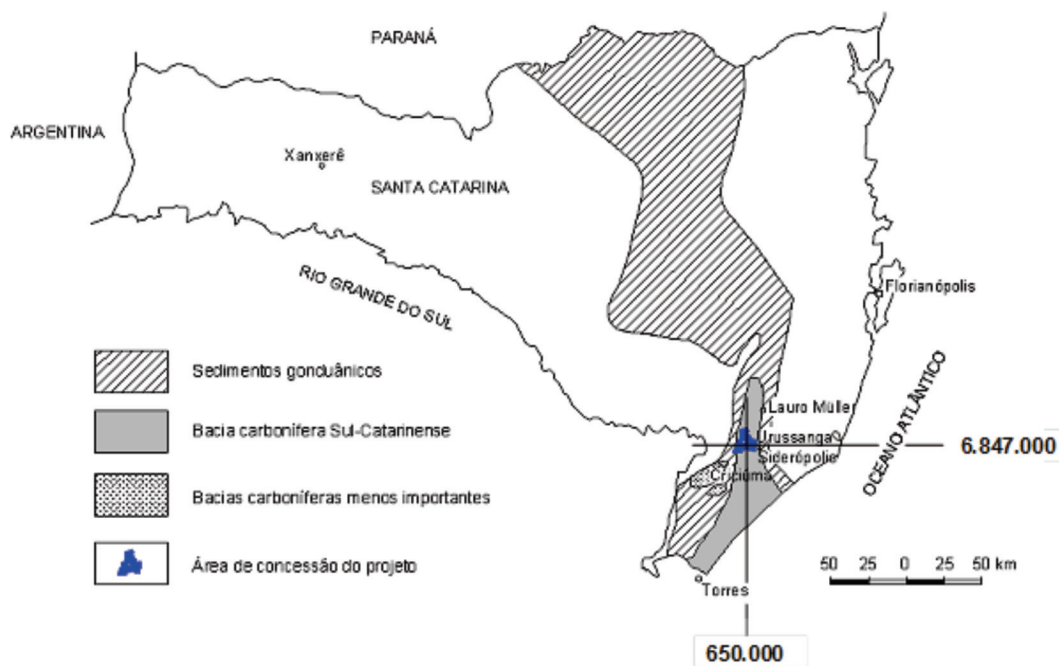 PARANÁ
ARGENTINA
Xanxerê
SANTA CATARINA
RIO GRANDE DO SUL
Florianópolis
Sedimentos gonduânicos
Lauro Müller
Bacia carbonífera Sul-Catarinense
Urussanga
Siderópolis
6.847.000
OCEANO ATLÂNTICO
Criciúma
Bacias carboníferas menos importantes
Área de concessão do projeto
50 25 0 25 50 km
Torres
650.000